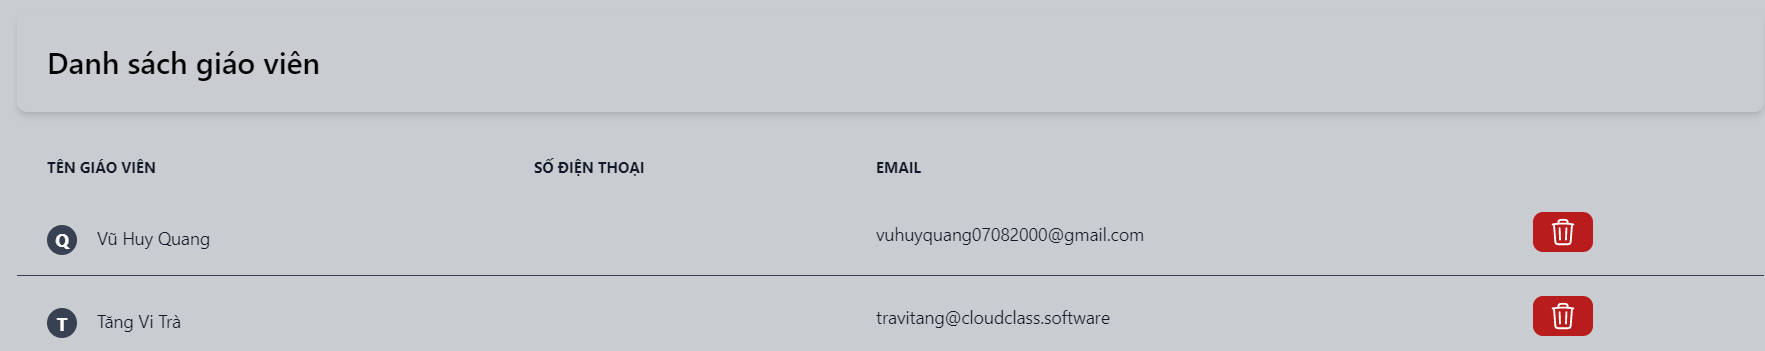 Danh sách giáo viên
TÊN GIÁO VIÊN SỐ ĐIỆN THOẠI EMAIL
Q Vũ Huy Quang vuhuyquang07082000@gmail.com
T Tăng Vi Trà travitang@cloudclass.software